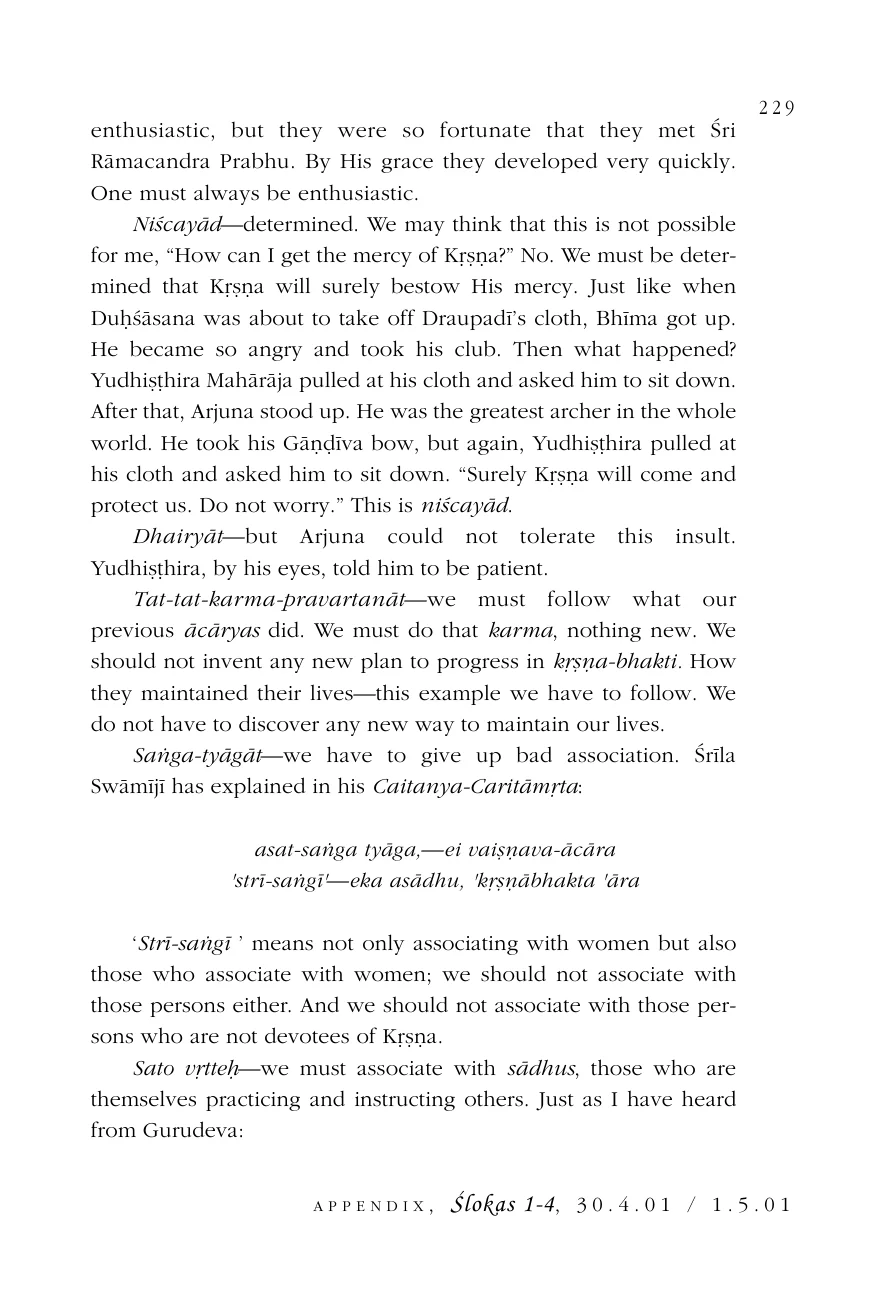 229
enthusiastic, but they were so fortunate that they met Śri
Rāmacandra Prabhu. By His grace they developed very quickly.
One must always be enthusiastic.
Niścayād—determined. We may think that this is not possible
for me, “How can I get the mercy of Kṛṣṇa?” No. We must be deter-
mined that Kṛṣṇa will surely bestow His mercy. Just like when
Duḥśāsana was about to take off Draupadī’s cloth, Bhīma got up.
He became so angry and took his club. Then what happened?
Yudhiṣṭhira Mahārāja pulled at his cloth and asked him to sit down.
After that, Arjuna stood up. He was the greatest archer in the whole
world. He took his Gāṇḍīva bow, but again, Yudhiṣṭhira pulled at
his cloth and asked him to sit down. “Surely Kṛṣṇa will come and
protect us. Do not worry.” This is niścayād.
Dhairyāt—but Arjuna could not tolerate this insult.
Yudhiṣṭhira, by his eyes, told him to be patient.
Tat-tat-karma-pravartanāt—we must follow what our
previous ācāryas did. We must do that karma, nothing new. We
should not invent any new plan to progress in kṛṣṇa-bhakti. How
they maintained their lives—this example we have to follow. We
do not have to discover any new way to maintain our lives.
Saṅga-tyāgāt—we have to give up bad association. Śrīla
Swāmījī has explained in his Caitanya-Caritāmṛta:
asat-saṅga tyāga,—ei vaiṣṇava-ācāra
'strī-saṅgī'—eka asādhu, 'kṛṣṇābhakta 'āra
‘Strī-saṅgī ’ means not only associating with women but also
those who associate with women; we should not associate with
those persons either. And we should not associate with those per-
sons who are not devotees of Kṛṣṇa.
Sato vṛtteḥ—we must associate with sādhus, those who are
themselves practicing and instructing others. Just as I have heard
from Gurudeva:
APPENDIX, Ślokas 1-4, 30.4.01 / 1.5.01